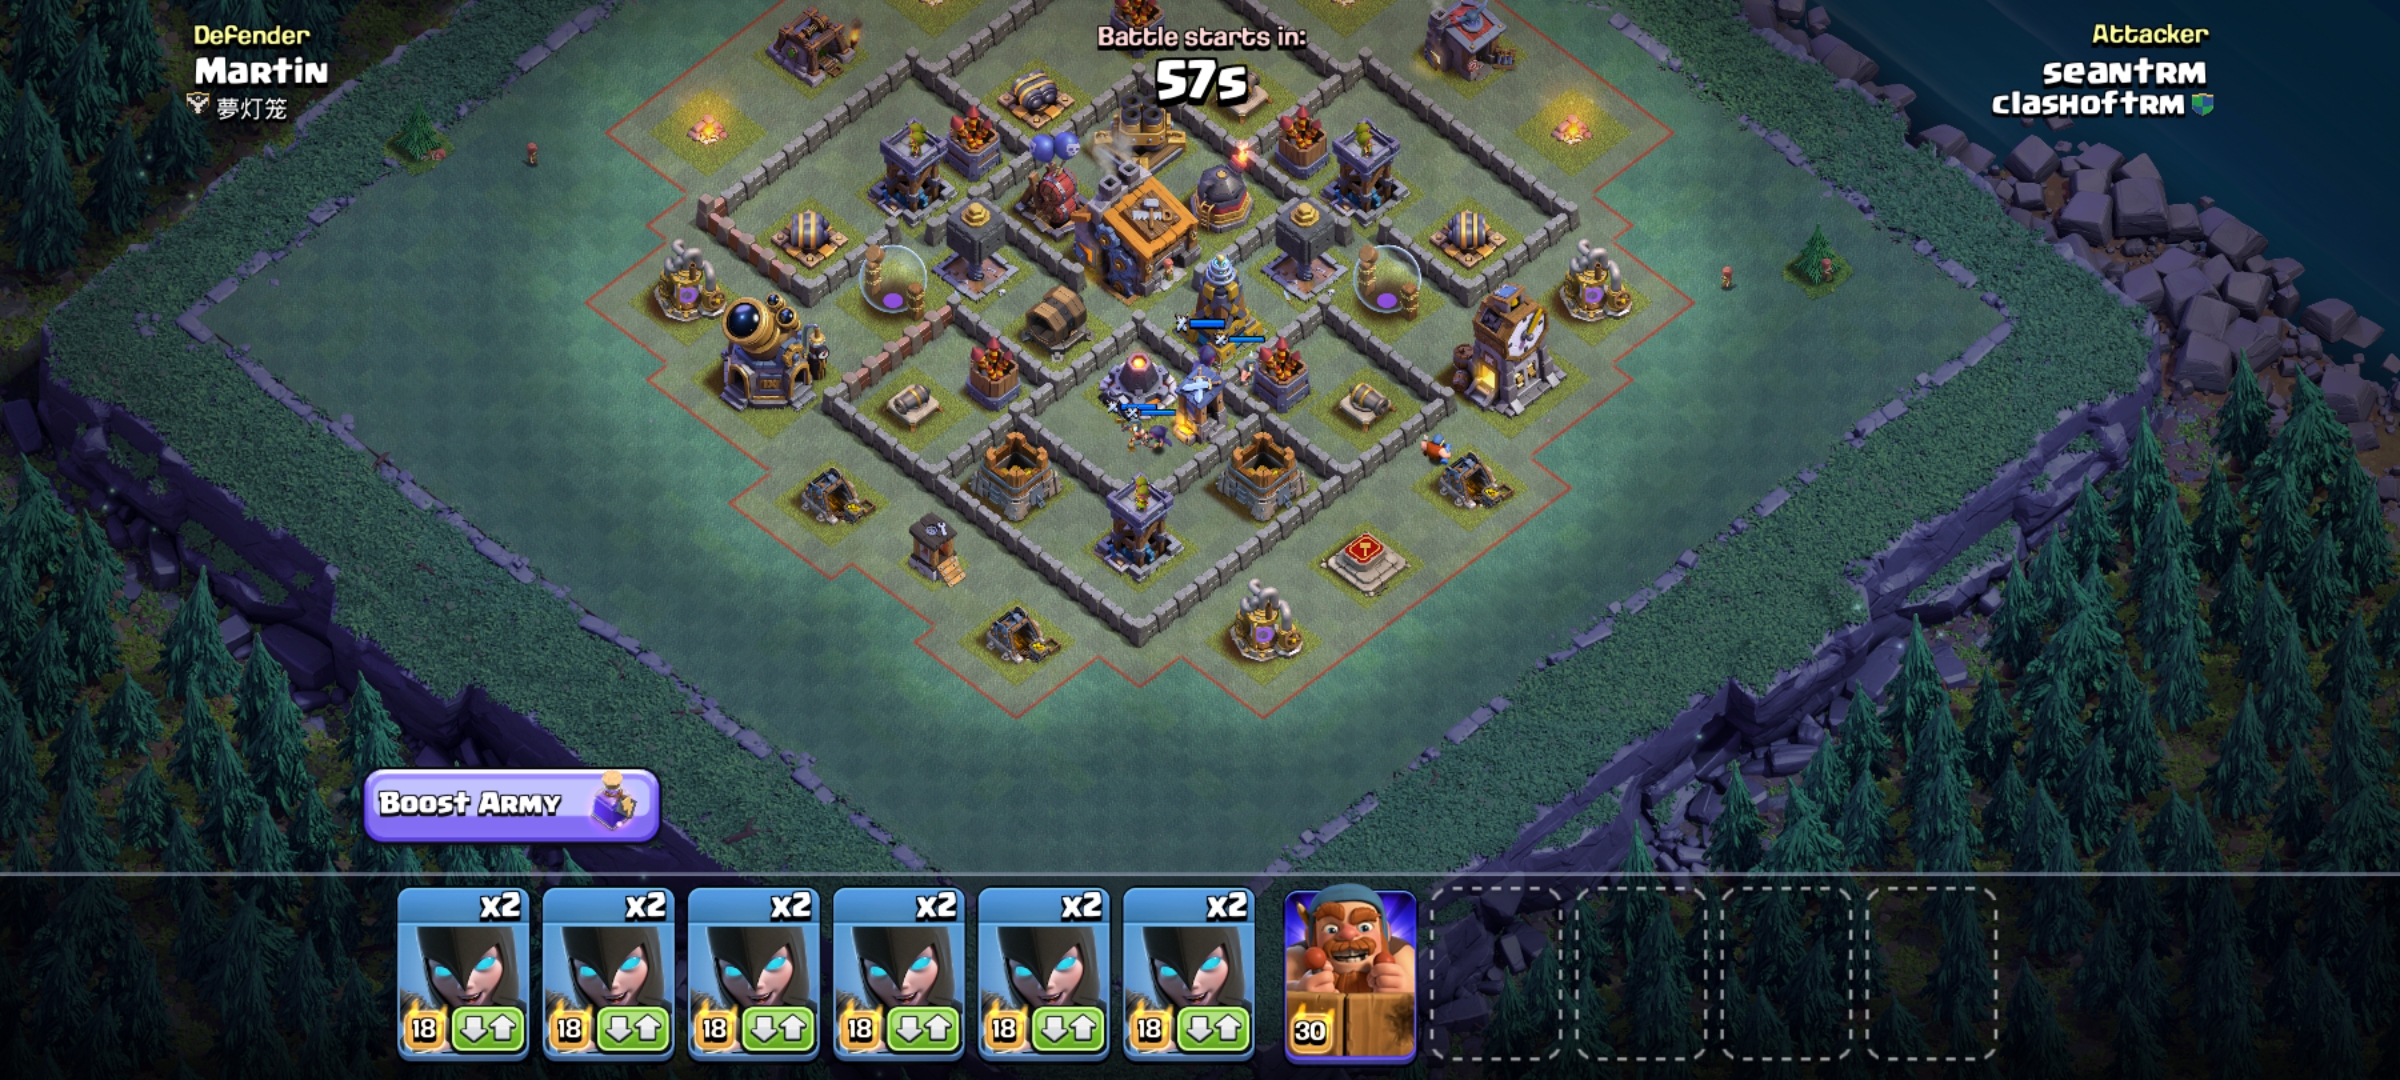 Defender
Martin
夢灯笼
Battle starts in:
57s
Attacker
seantRM
clashoftRM
Boost Army
x2
x2
x2
x2
x2
x2
18
18
18
18
18
18
30